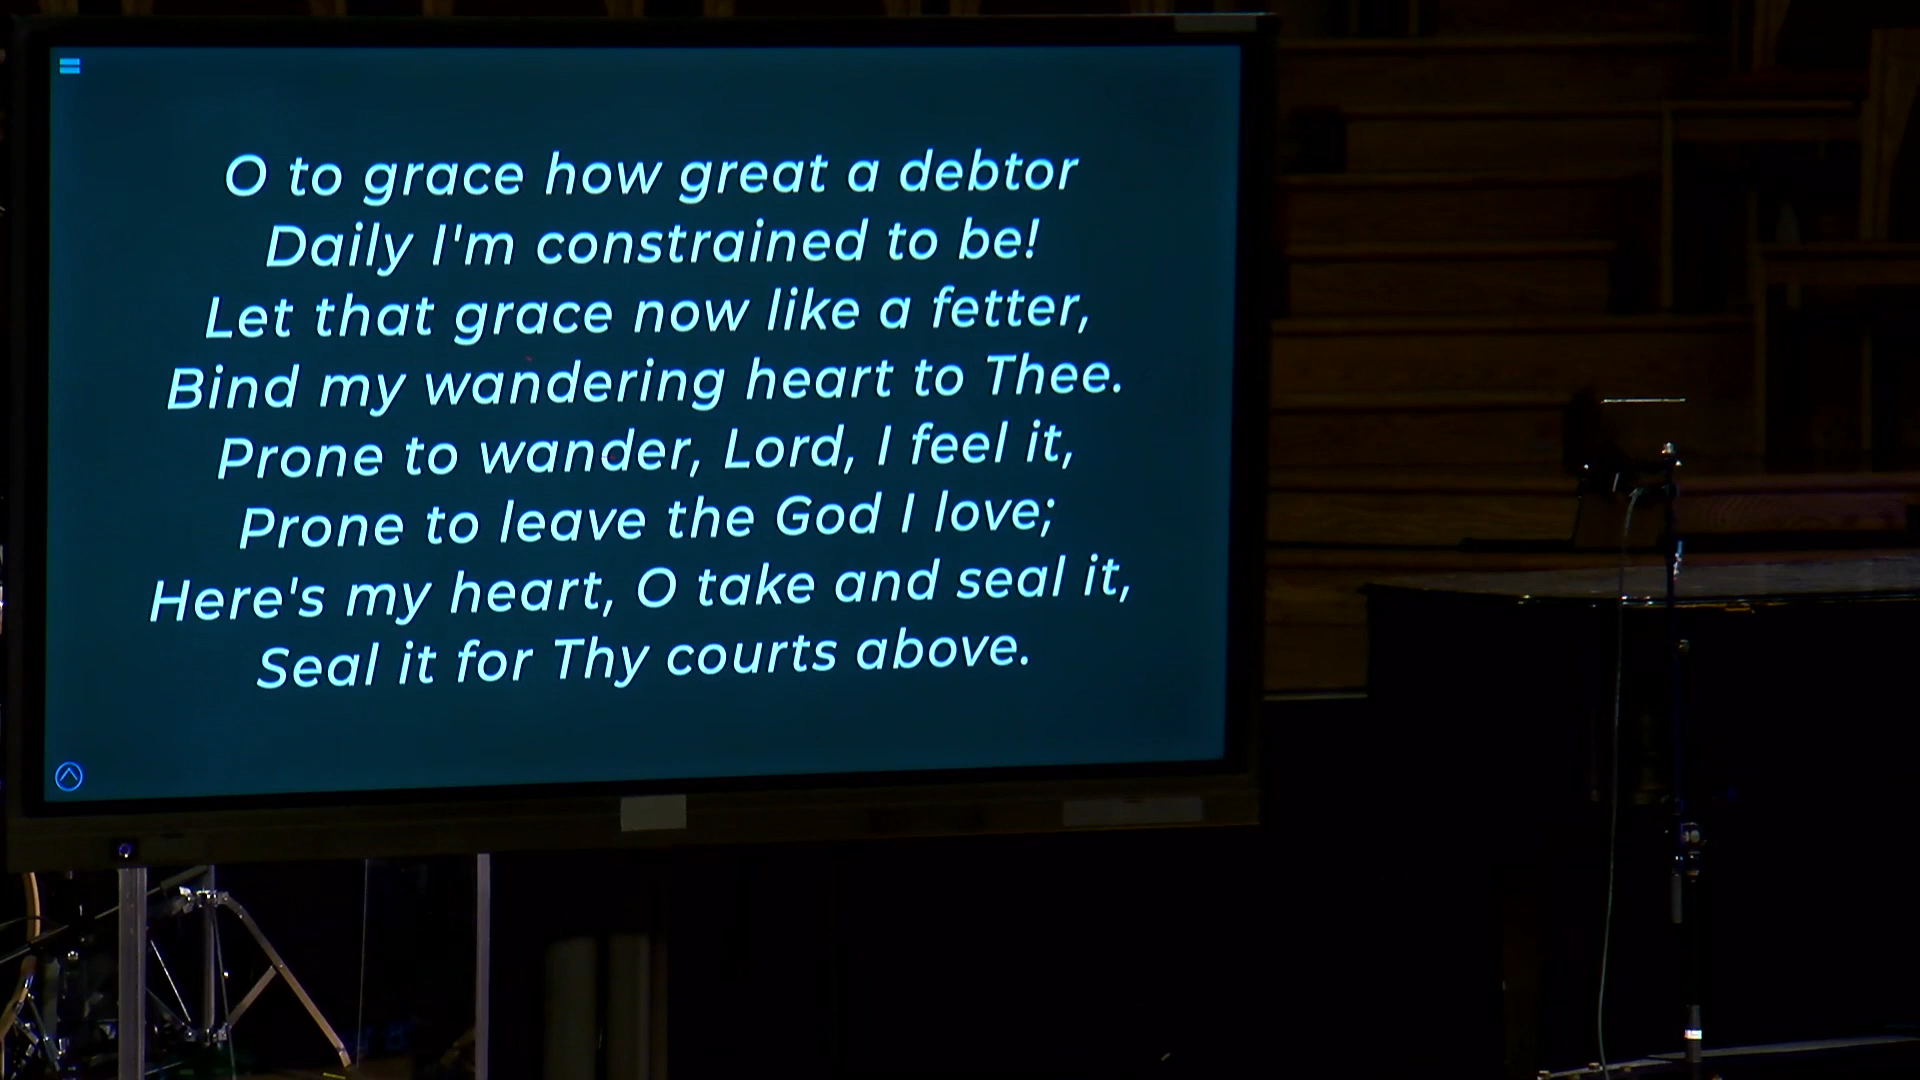 O to grace how great a debtor
Daily I'm constrained to be!
Let that grace now like a fetter,
Bind my wandering heart to Thee.
Prone to wander, Lord, I feel it,
Prone to leave the God I love;
Here's my heart, O take and seal it,
Seal it for Thy courts above.